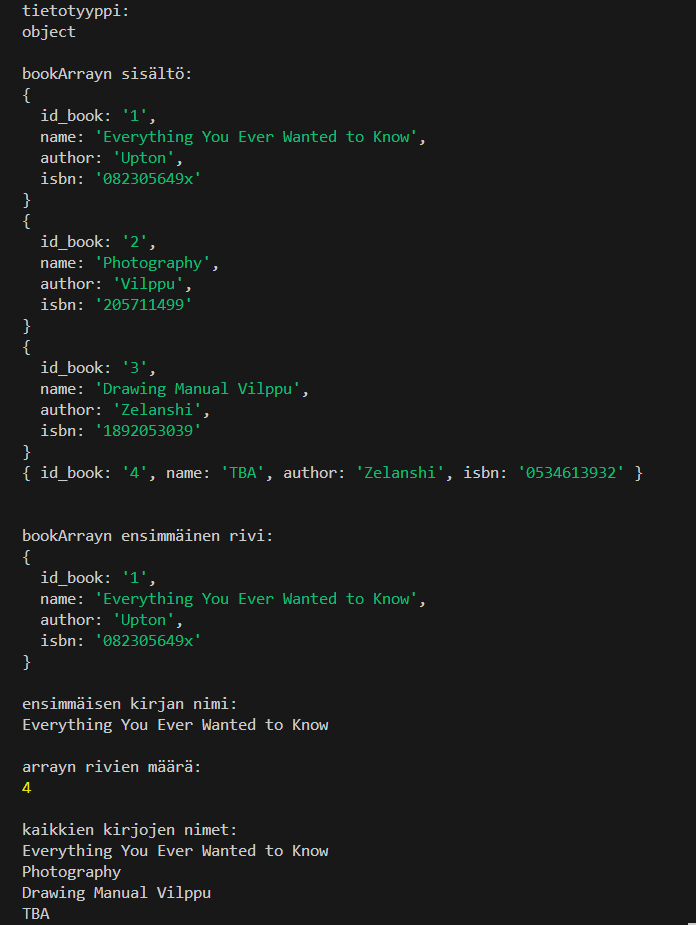 tietotyyppi:
object
bookArrayn sisältö:
{
  id_book: '1',
  name: 'Everything You Ever Wanted to Know',
  author: 'Upton',
  isbn: '082305649x'
}
{
  id_book: '2',
  name: 'Photography',
  author: 'Vilppu',
  isbn: '205711499'
}
{
  id_book: '3',
  name: 'Drawing Manual Vilppu',
  author: 'Zelanshi',
  isbn: '1892053039'
}
{ id_book: '4', name: 'TBA', author: 'Zelanshi', isbn: '0534613932' }
bookArrayn ensimmäinen rivi:
{
  id_book: '1',
  name: 'Everything You Ever Wanted to Know',
  author: 'Upton',
  isbn: '082305649x'
}
ensimmäisen kirjan nimi:
Everything You Ever Wanted to Know
arrayn rivien määrä:
4
kaikkien kirjojen nimet:
Everything You Ever Wanted to Know
Photography
Drawing Manual Vilppu
TBA